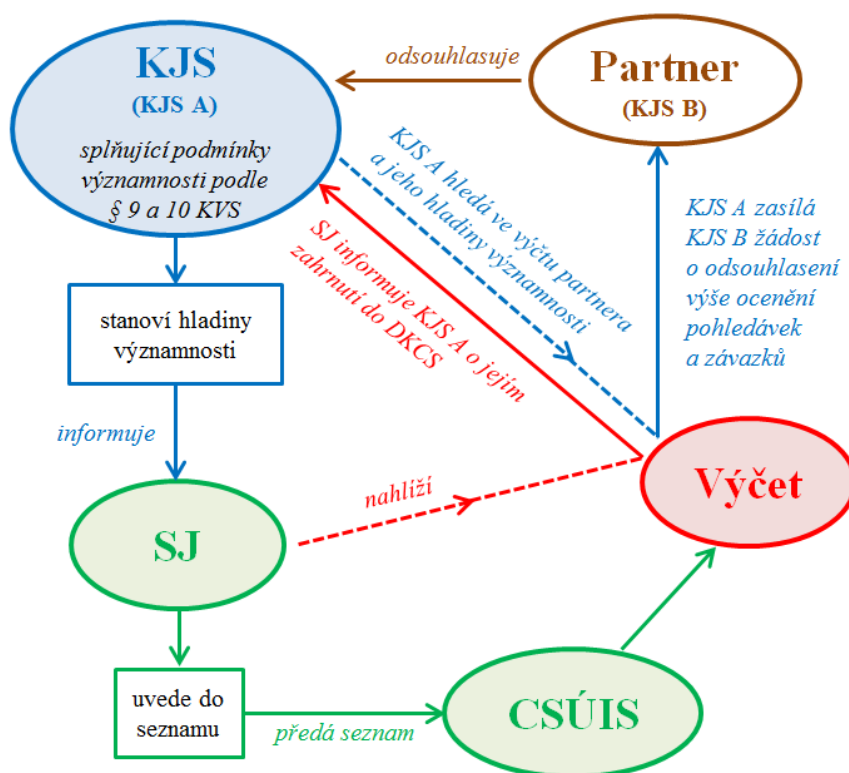 KJS
(KJS A)
splňující podmínky
významnosti podle
§ 9 a 10 KVS
odsouhlasuje
Partner
(KJS B)
KJS A hledá ve výčtu partnera
a jeho hladiny významnosti
SJ informuje KJS A o jejím
zahrnutí do DKCS
KJS A zasílá
KJS B žádost
o odsouhlasení
výše ocenění
pohledávek
a závazků
stanoví hladiny
významnosti
informuje
nahlíží
Výčet
SJ
uvede do
seznamu
předá seznam
CSÚIS